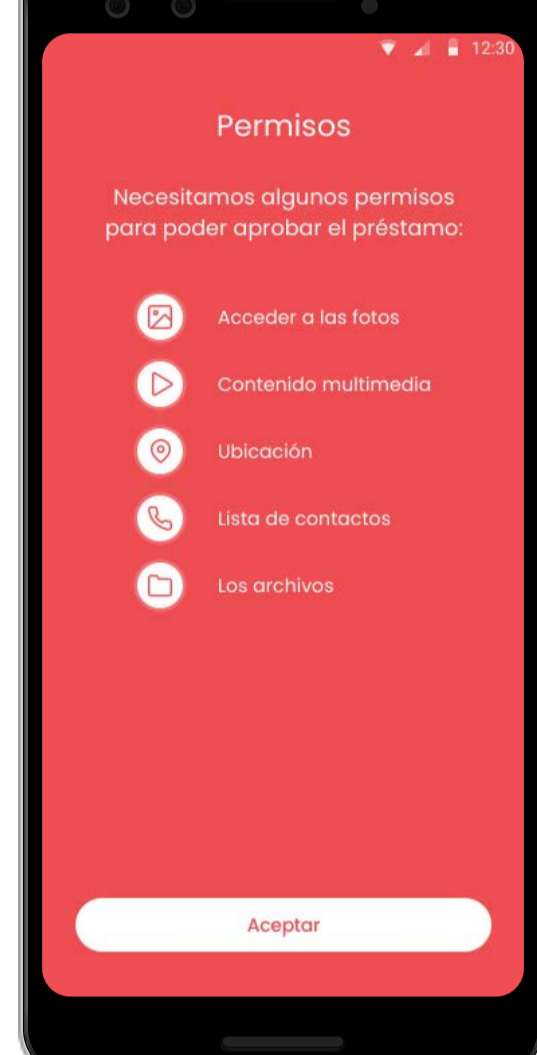 12:30
Permisos
Necesitamos algunos permisos
para poder aprobar el préstamo:
Acceder a las fotos
Contenido multimedia
Ubicación
Lista de contactos
Los archivos
Aceptar